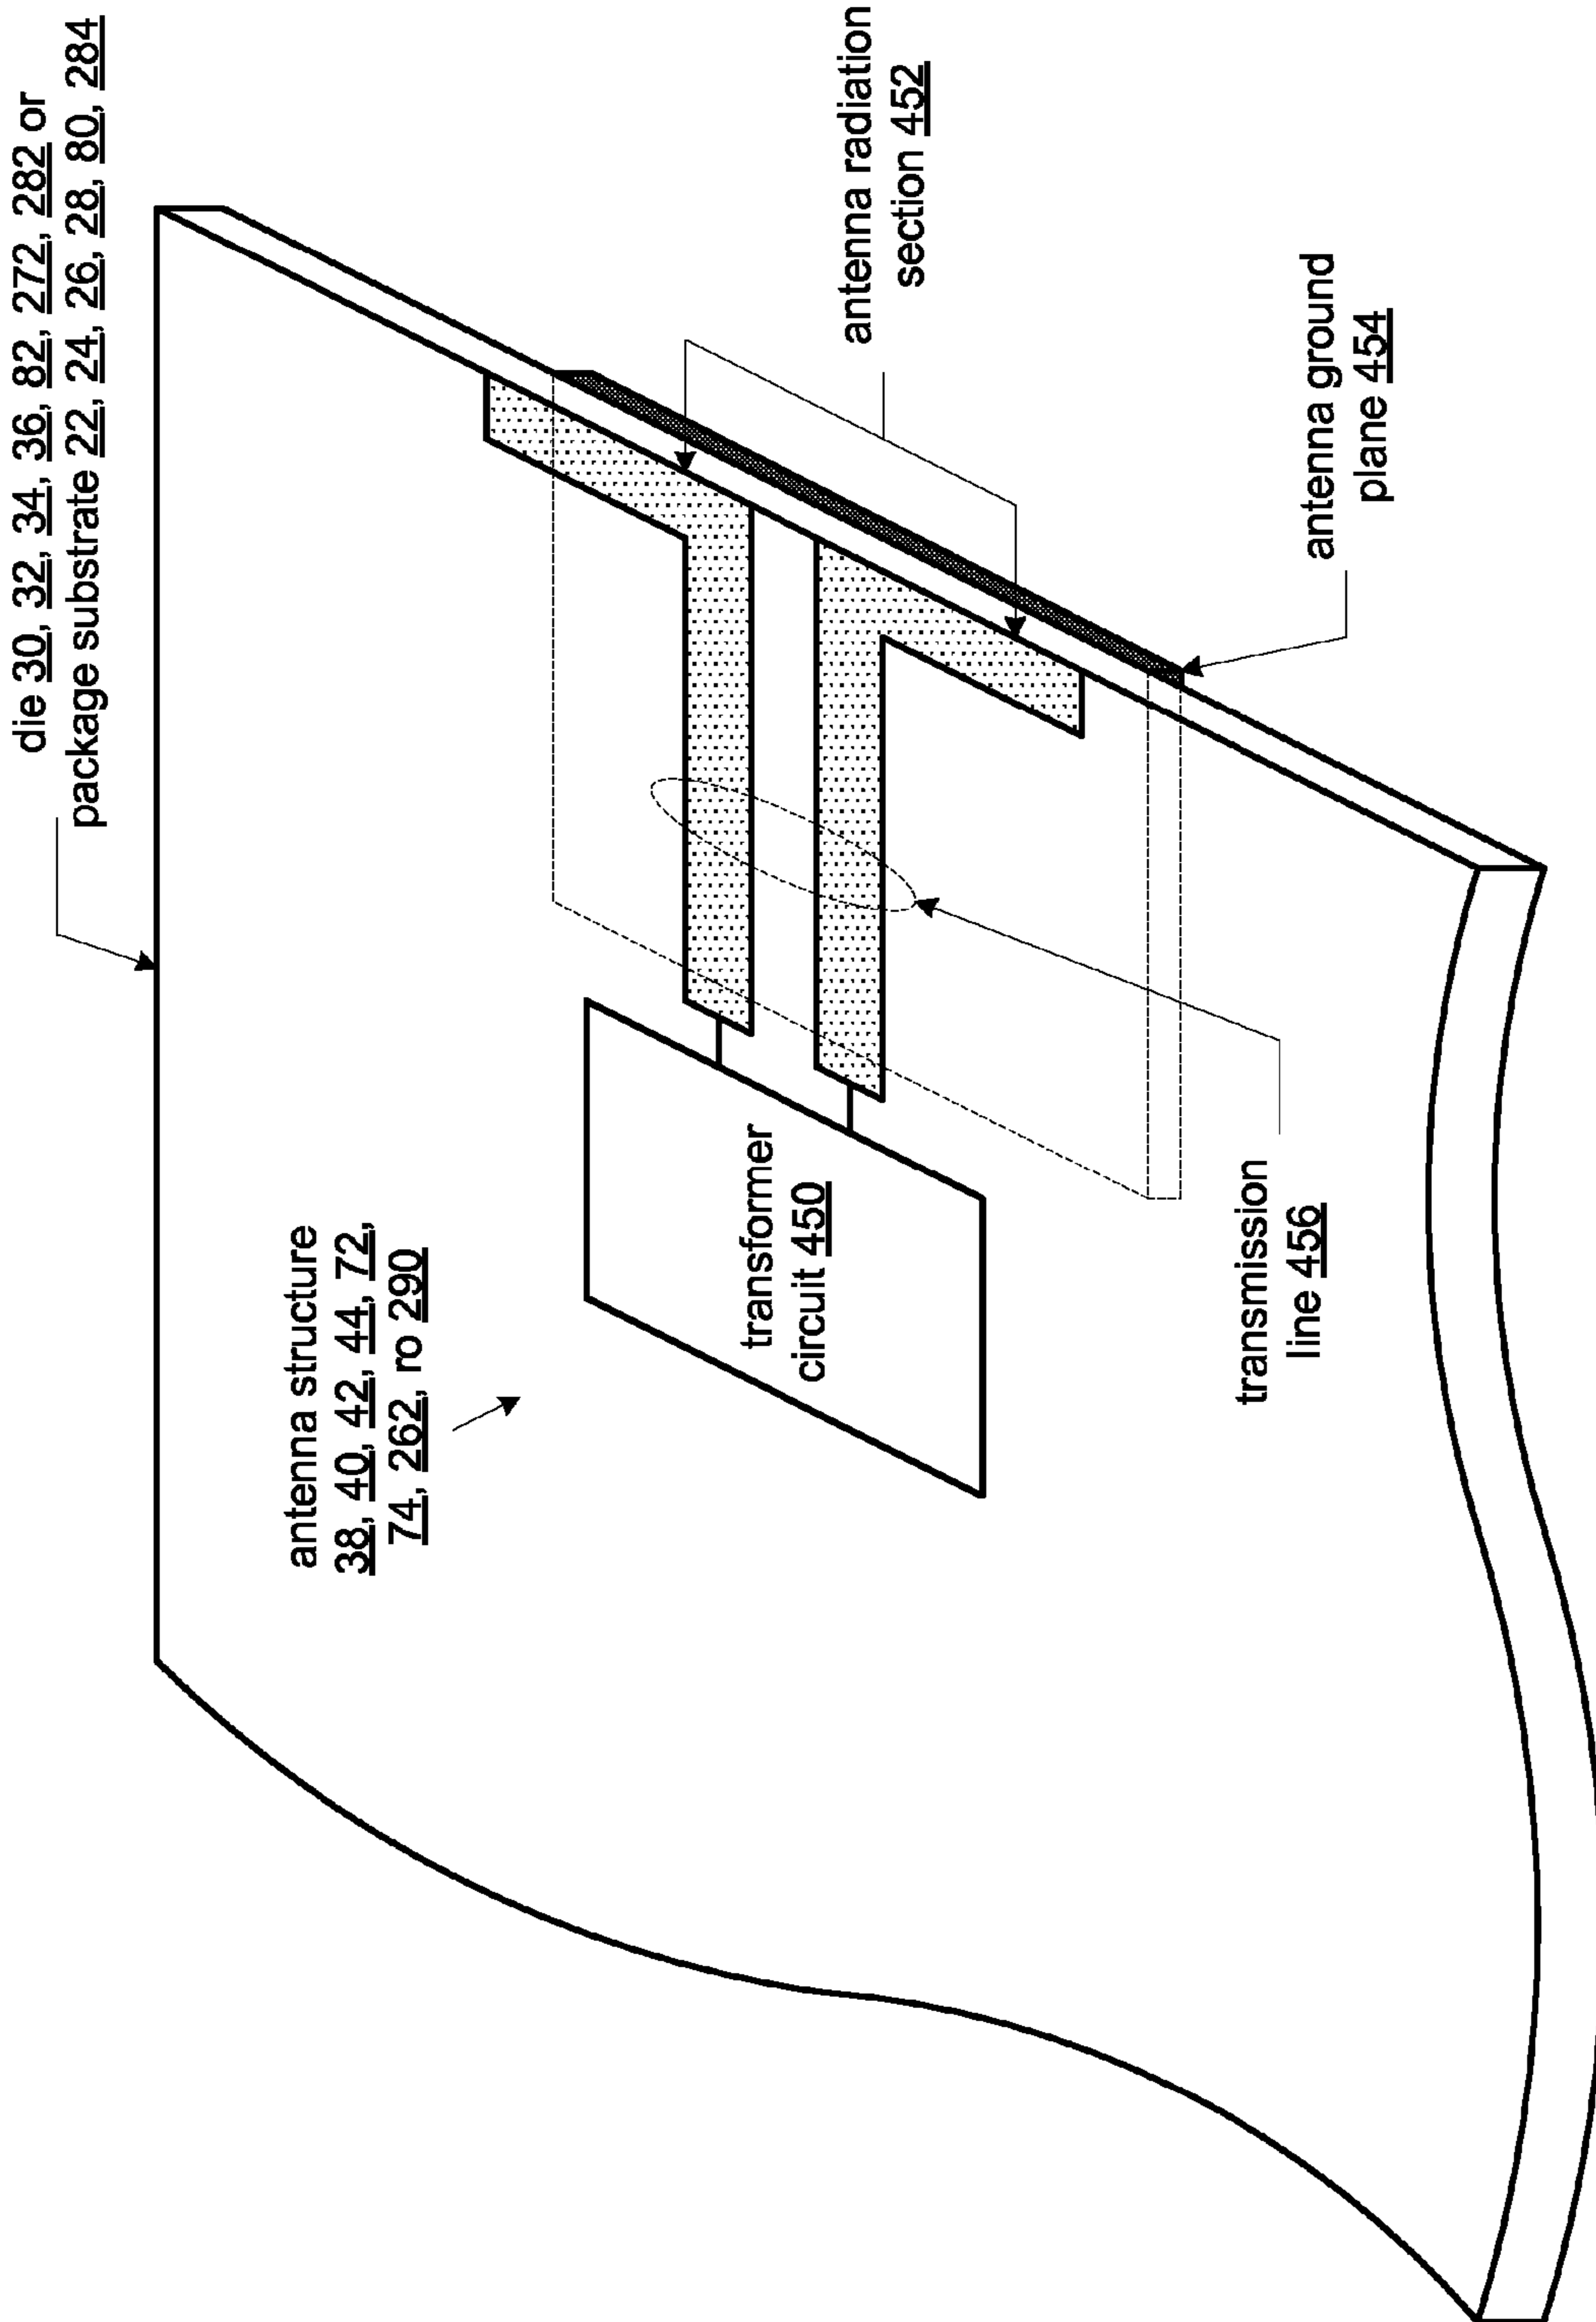 die 30, 32, 34, 36, 82, 272, 282 or
package substrate 22, 24, 26, 28, 80, 284
antenna structure
38, 40, 42, 44, 72,
74, 262, ro 290
antenna radiation
section 452
transformer
circuit 450
antenna ground
plane 454
transmission
line 456